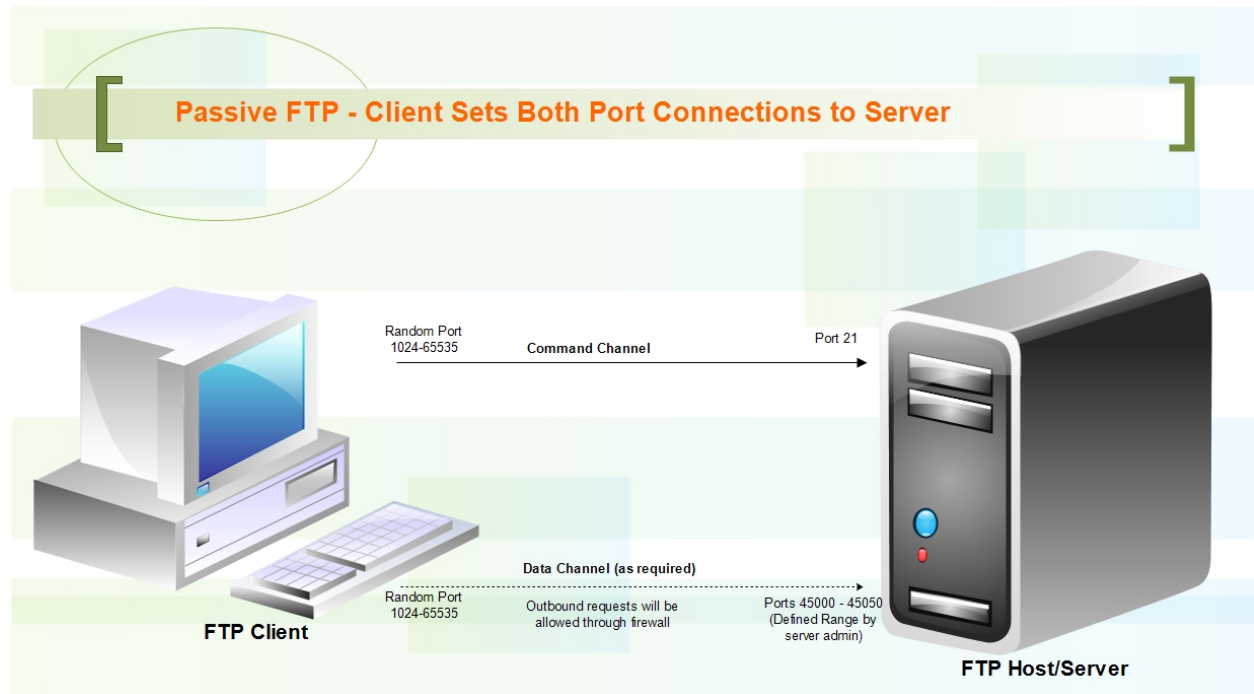 Passive FTP - Client Sets Both Port Connections to Server
Random Port
1024-65535
Command Channel
Port 21
Data Channel (as required)
Random Port
1024-65535
Outbound requests will be
allowed through firewall
Ports 45000 - 45050
(Defined Range by
server admin)
FTP Client
FTP Host/Server